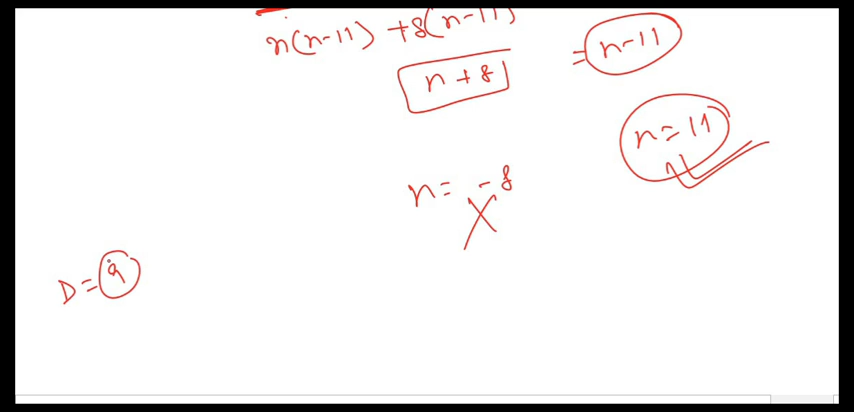 n(n-11) +8(n-11)
n+8 = n-11
n=11
n= -8
D= 9